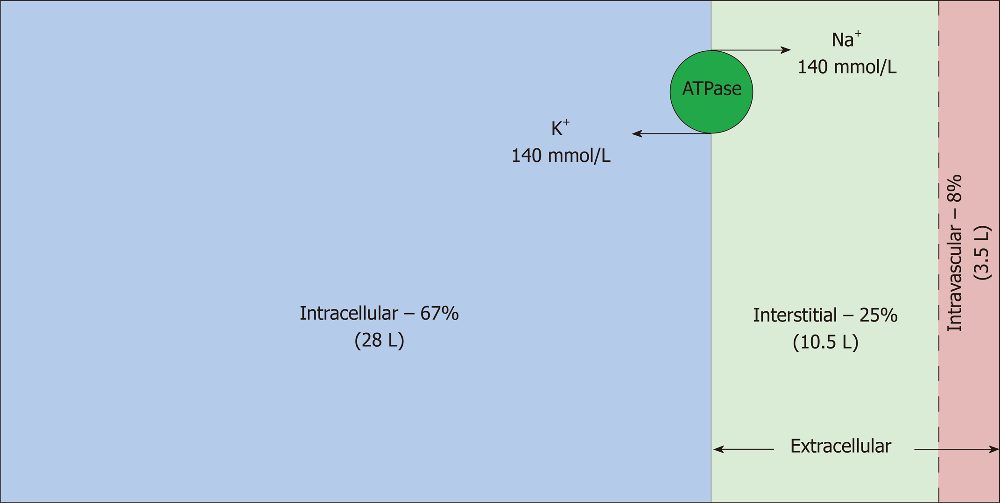 Na⁺
140 mmol/L
ATPase
K⁺
140 mmol/L
Intracellular – 67%
(28 L)
Interstitial – 25%
(10.5 L)
Intravascular – 8%
(3.5 L)
Extracellular